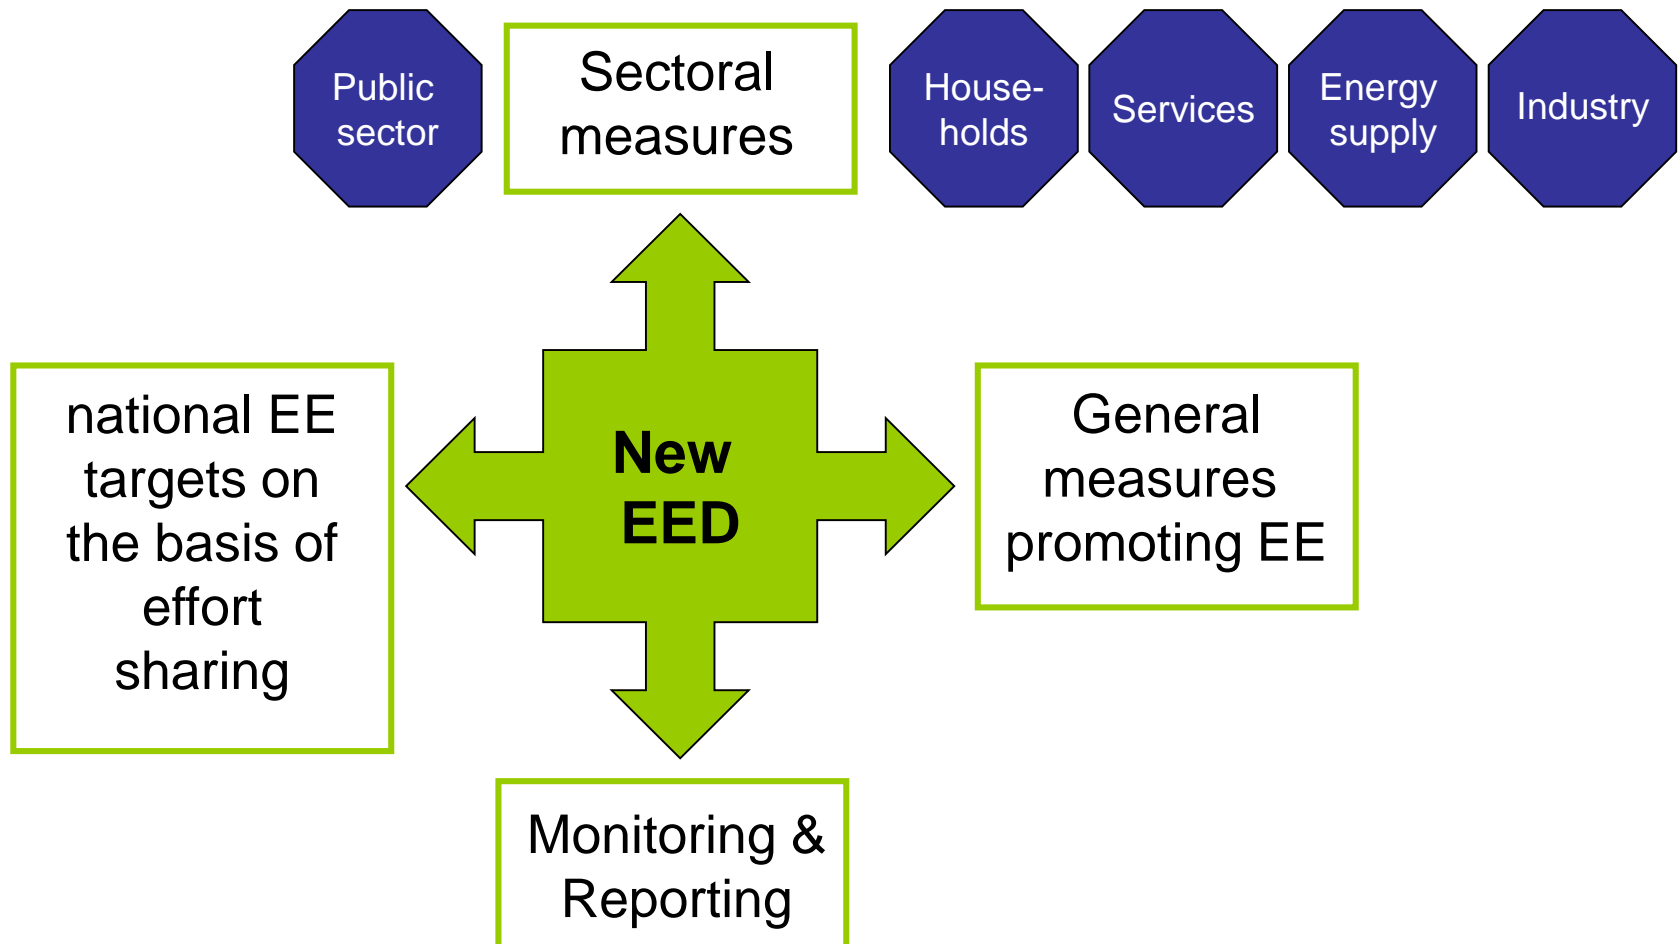 Public
sector
Sectoral
measures
House-
holds
Services
Energy
supply
Industry
national EE
targets on
the basis of
effort
sharing
New
EED
General
measures
promoting EE
Monitoring &
Reporting